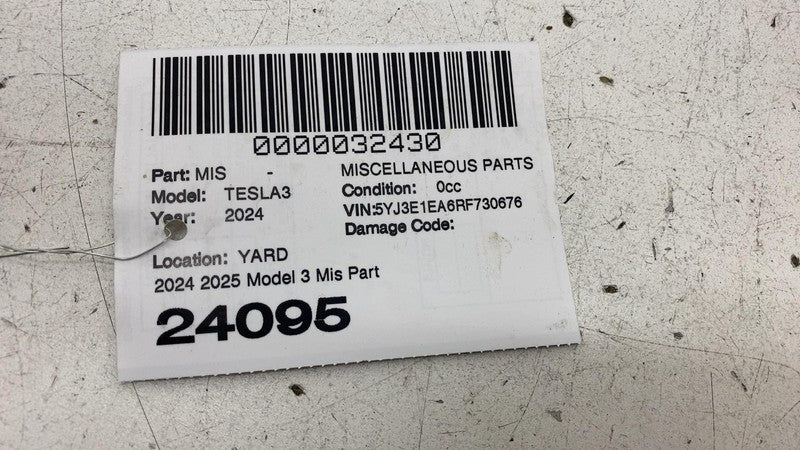 0000032430
Part: MIS - MISCELLANEOUS PARTS
Model: TESLA3 Condition: 0cc
Year: 2024 VIN:5YJ3E1EA6RF730676
Damage Code:
Location: YARD
2024 2025 Model 3 Mis Part
24095